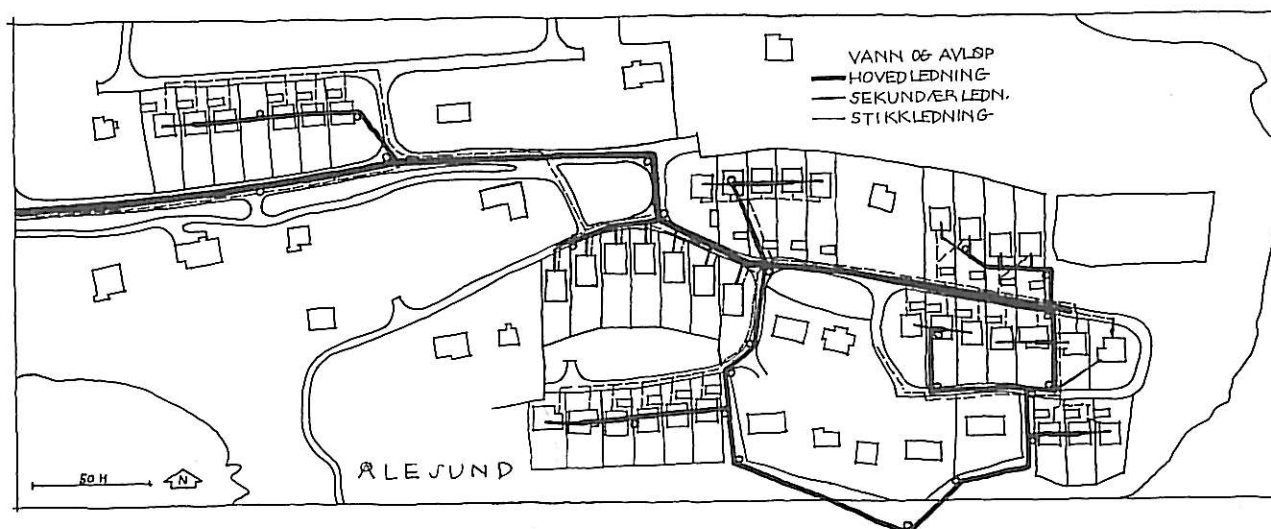 VANN OG AVLØP
HOVEDLEDNING
SEKUNDÆRLEDN.
STIKKLEDNING
ÅLESUND
50 M
N